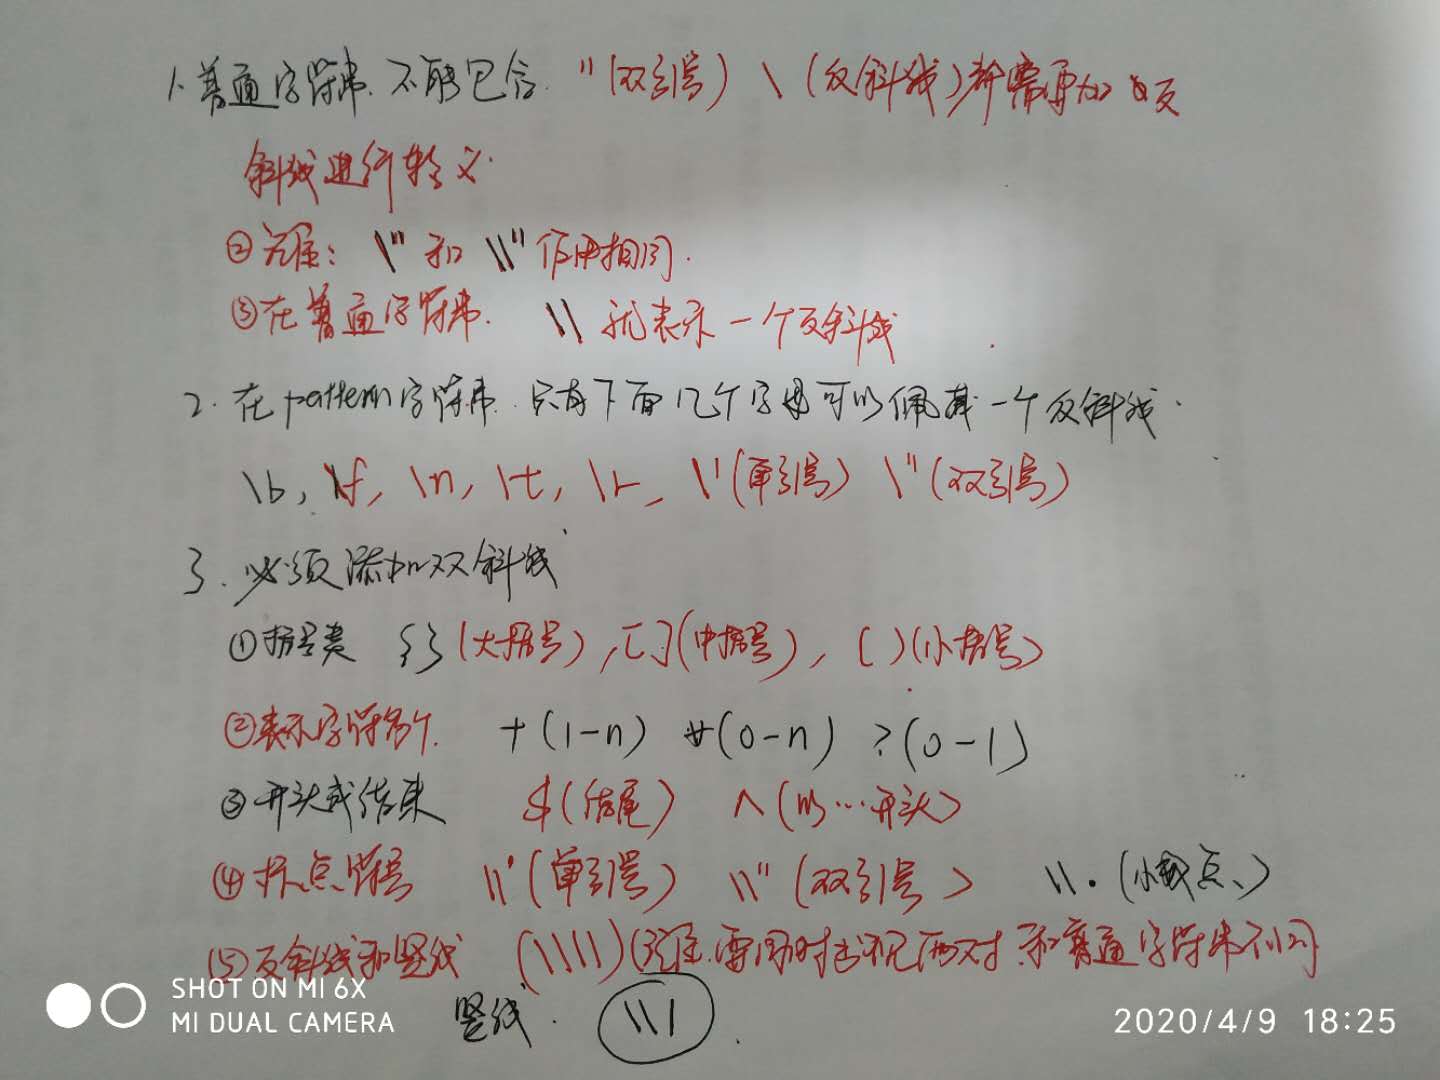 1. 普通字符串.不能包含. "(双引号) \ (反斜线)都需要加 反
斜线进行转义.
②注意: \" 和 \\" 作用相同.
③在普通字符串. \\ 就表示一个反斜线
2. 在pattern字符串.只有下面几个字母可以佩其一个反斜线.
\b, \f, \n, \t, \r, \'(单引号) \"(双引号)
3. 必须添加双斜线
①括号类 {}(大括号),[](中括号),()(小括号)
②表示字符多个. +(1-n) *(0-n) ?(0-1)
③开头或结束 $(结尾) ^(以…开头)
④标点符号 \\'(单引号) \\"(双引号) \\.(小数点、)
(5)反斜线和竖线 (\\\\)(注意.需同时出现两对.和普通字符串不同
竖线. \\|.
SHOT ON MI 6X
MI DUAL CAMERA
2020/4/9 18:25